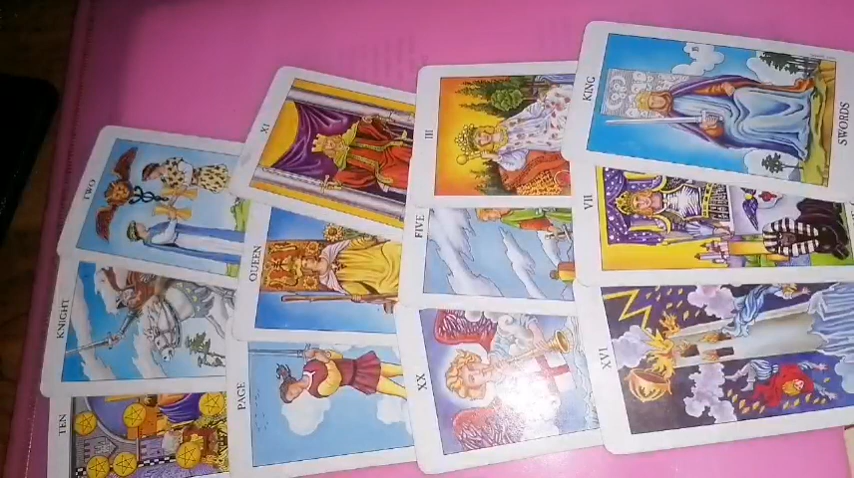 TWO
XI
III
KING
SWORDS
KNIGHT
QUEEN
FIVE
VII
TEN
PAGE
XX
XVI